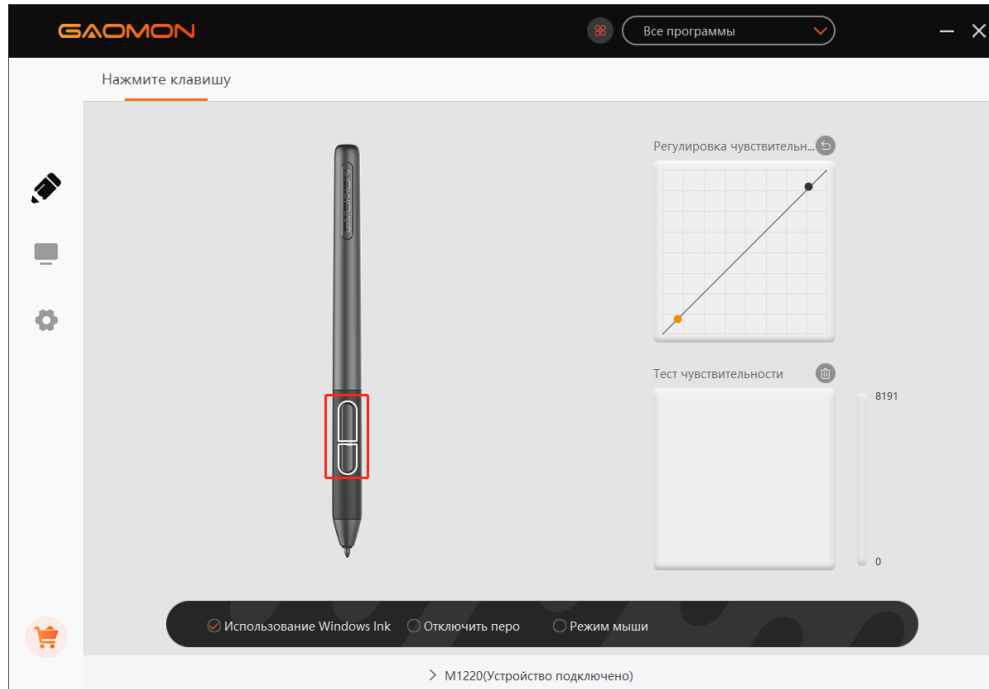 GAOMON
Все программы
Нажмите клавишу
GAOMON
Регулировка чувствительн...
Тест чувствительности
8191
0
Использование Windows Ink
Отключить перо
Режим мыши
M1220(Устройство подключено)